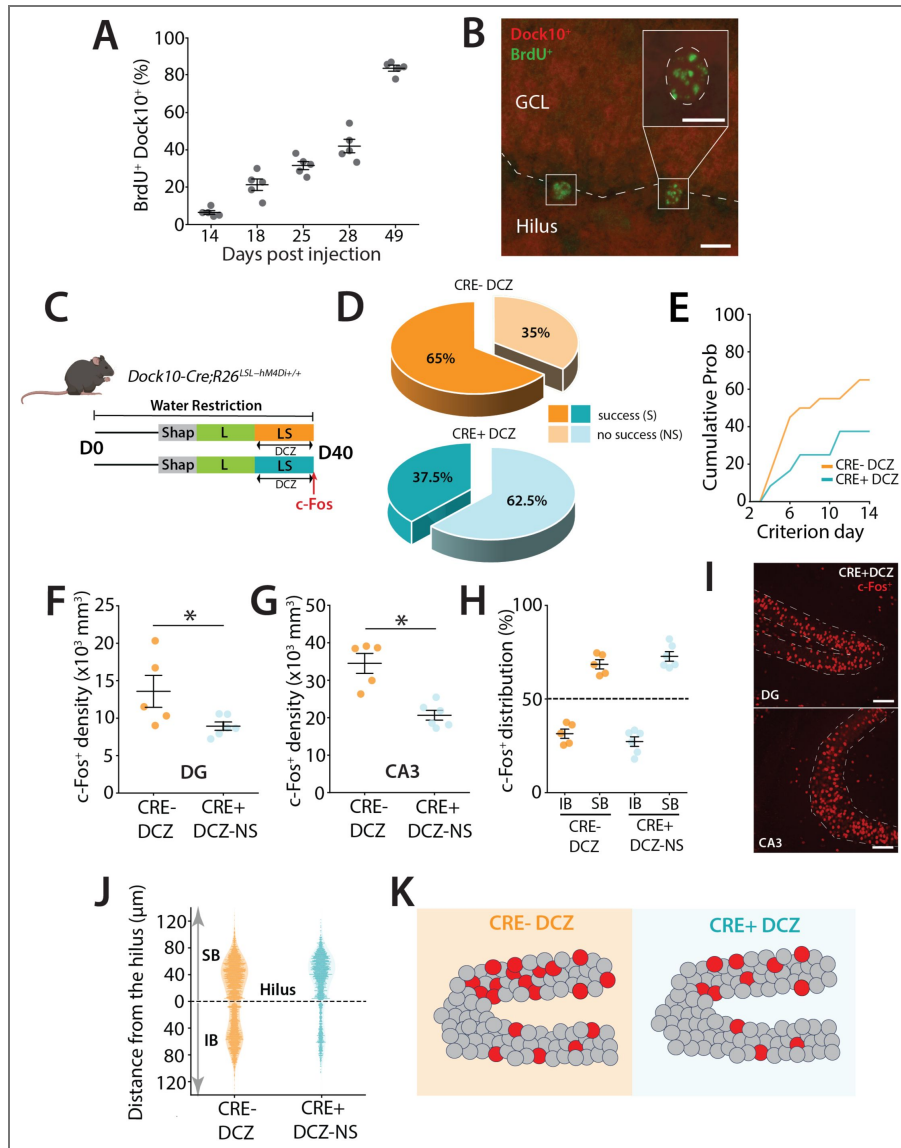 A
BrdU⁺ Dock10⁺ (%)
100
80
60
40
20
0
14 18 25 28 49
Days post injection
B
Dock10⁺
BrdU⁺
GCL
Hilus
C
Dock10-Cre;R26^LSL-hM4Di+/+
Water Restriction
D0
Shap L LS
DCZ
D40
Shap L LS
DCZ
c-Fos
D
CRE- DCZ
65%
35%
success (S)
no success (NS)
CRE+ DCZ
37.5%
62.5%
E
Cumulative Prob
100
80
60
40
20
0
CRE- DCZ
CRE+ DCZ
2 6 10 14
Criterion day
F
c-Fos⁺ density (x10³ mm³)
25
20
15
10
5
0
*
DG
CRE- DCZ
CRE+ DCZ-NS
G
c-Fos⁺ density (x10³ mm³)
50
40
30
20
10
0
*
CA3
CRE- DCZ
CRE+ DCZ-NS
H
c-Fos⁺ distribution (%)
100
50
0
IB SB IB SB
CRE- DCZ
CRE+ DCZ-NS
I
CRE+DCZ
c-Fos⁺
DG
CA3
J
Distance from the hilus (µm)
120
80
40
0
40
80
120
SB
IB
Hilus
CRE- DCZ
CRE+ DCZ-NS
K
CRE- DCZ
CRE+ DCZ